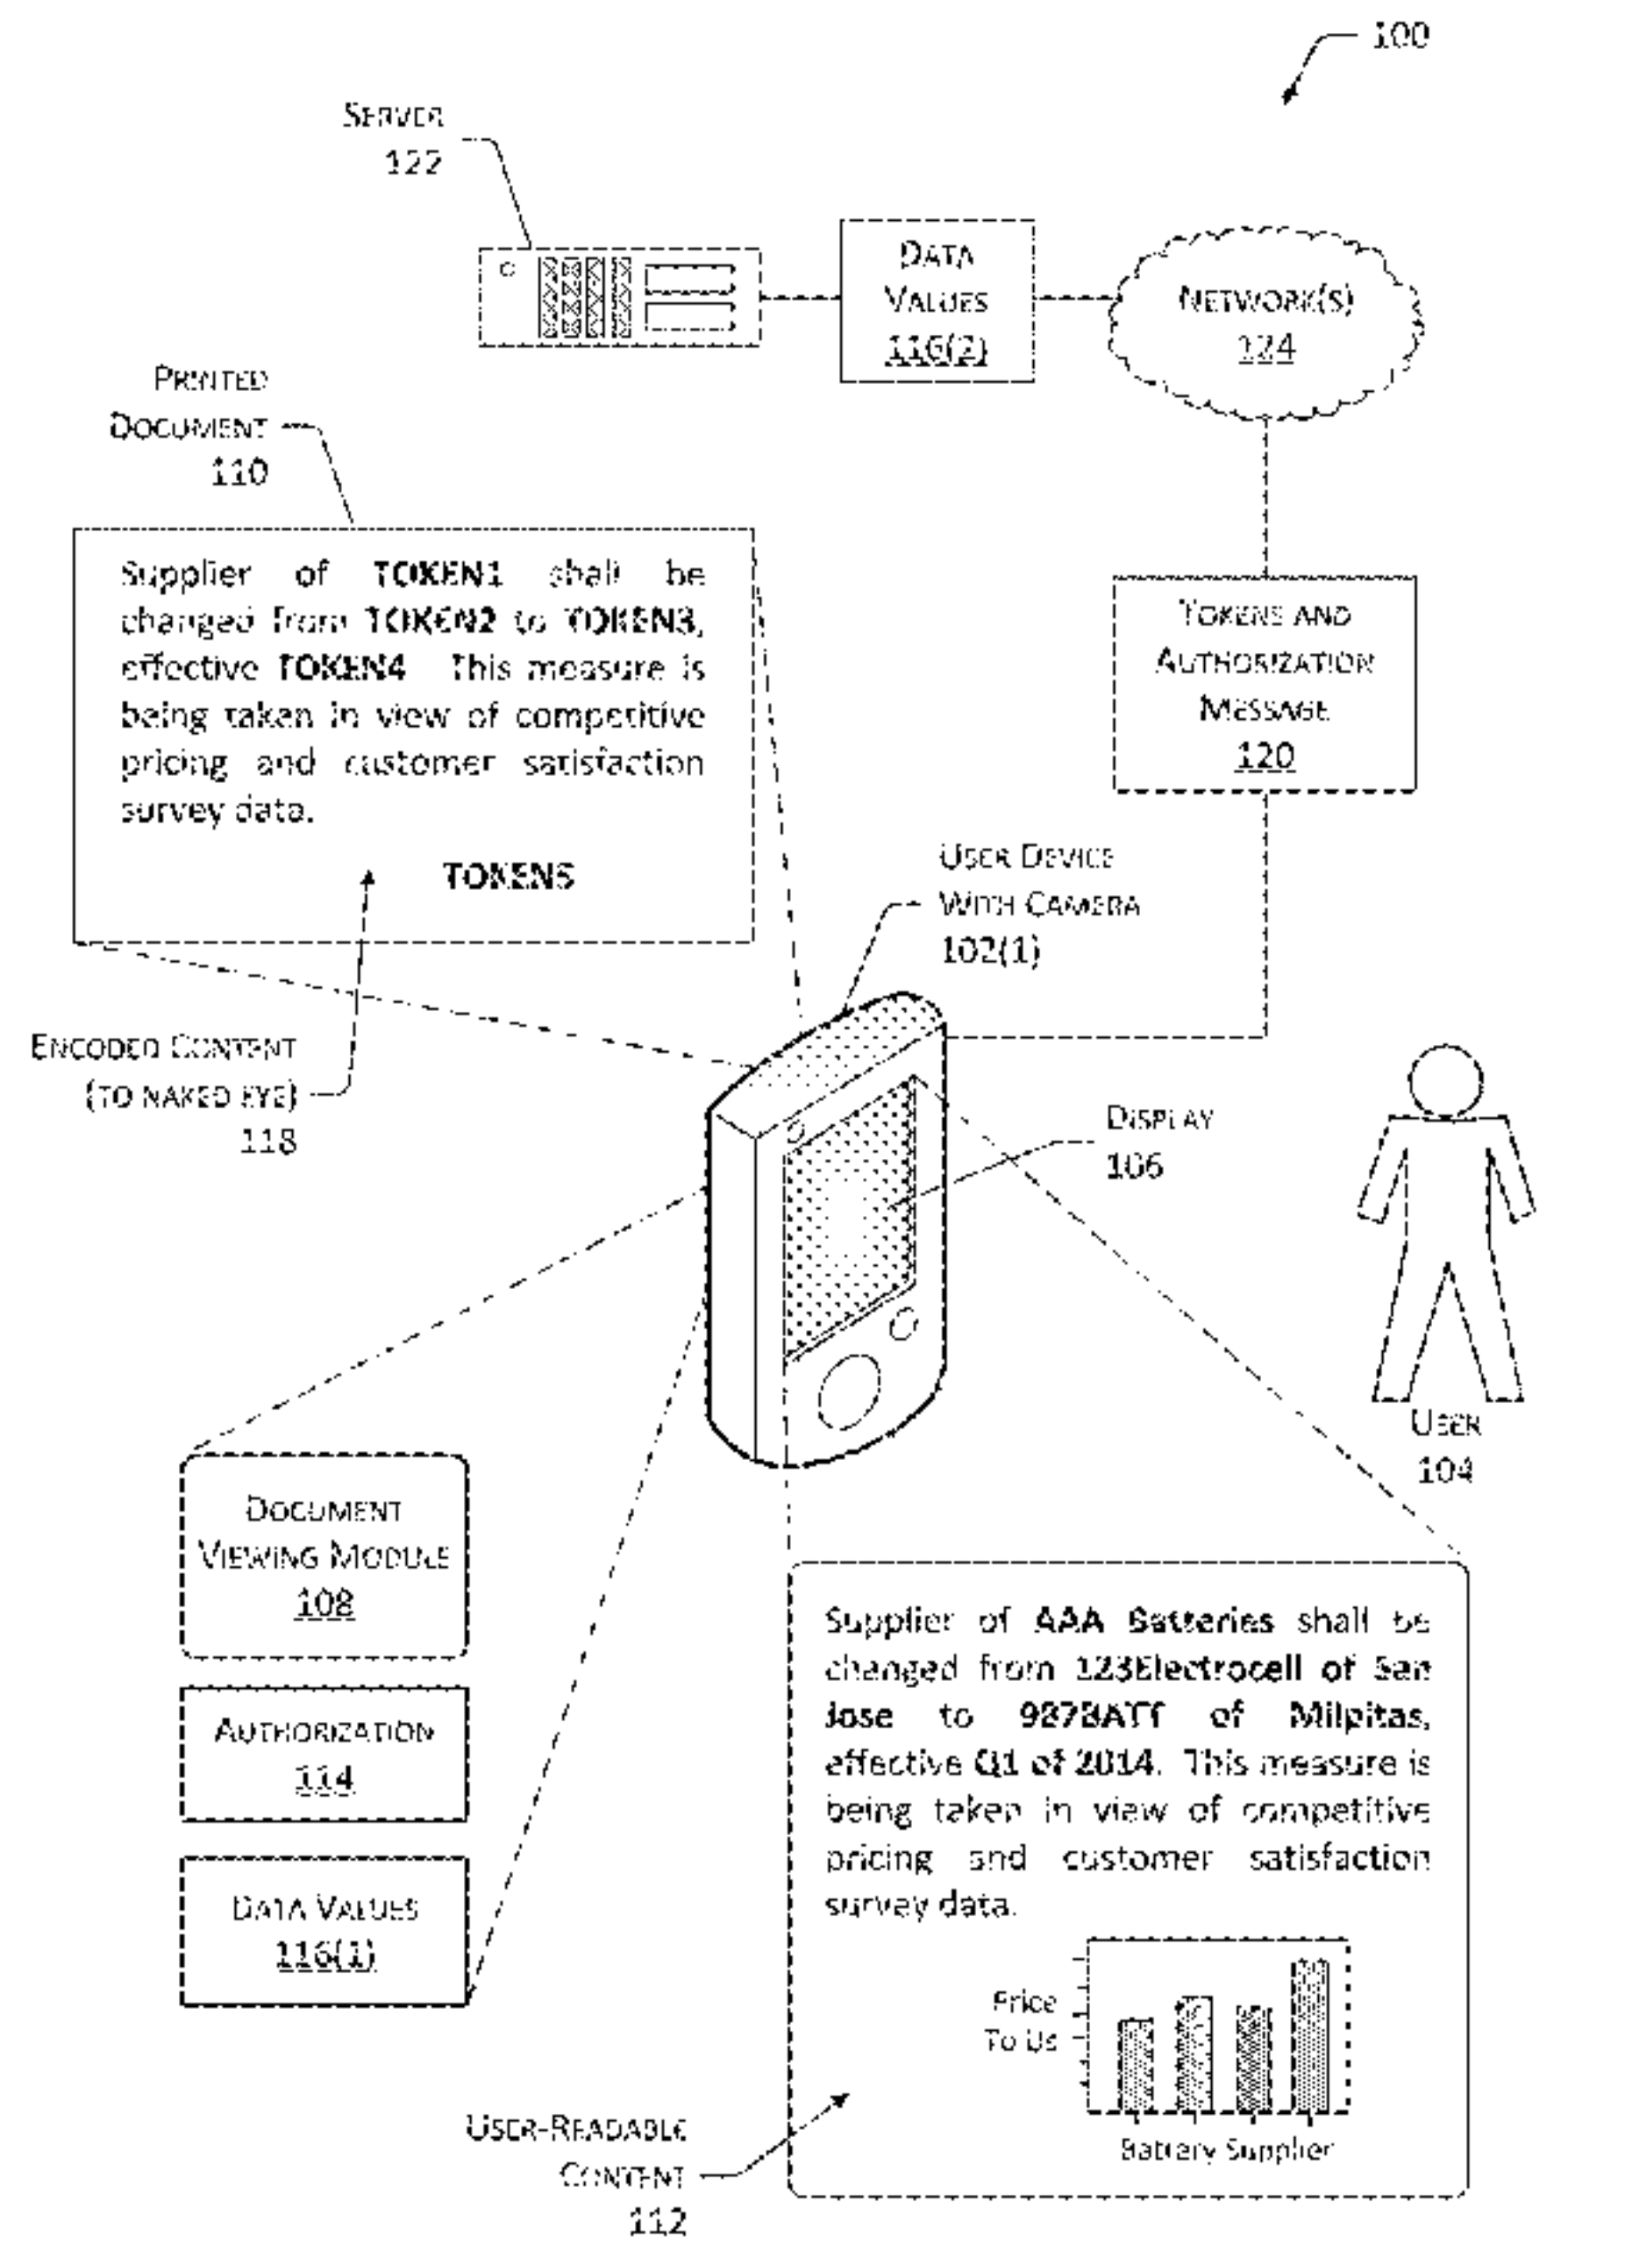 100
SERVER
122
DATA
VALUES
116(2)
NETWORK(S)
124
PRINTED
DOCUMENT
110
Supplier of TOKEN1 shall be
changed from TOKEN2 to TOKEN3,
effective TOKEN4 This measure is
being taken in view of competitive
pricing and customer satisfaction
survey data.
TOKEN5
TOKENS AND
AUTHORIZATION
MESSAGE
120
USER DEVICE
WITH CAMERA
102(1)
ENCODED CONTENT
(TO NAKED EYE)
118
DISPLAY
106
USER
104
DOCUMENT
VIEWING MODULE
108
AUTHORIZATION
114
DATA VALUES
116(1)
Supplier of AAA Batteries shall be
changed from 123Electrocell of San
Jose to of Milpitas,
effective Q1 of 2014. This measure is
being taken in view of competitive
pricing and customer satisfaction
survey data.
Price
To Us
Battery Supplier
USER-READABLE
CONTENT
112